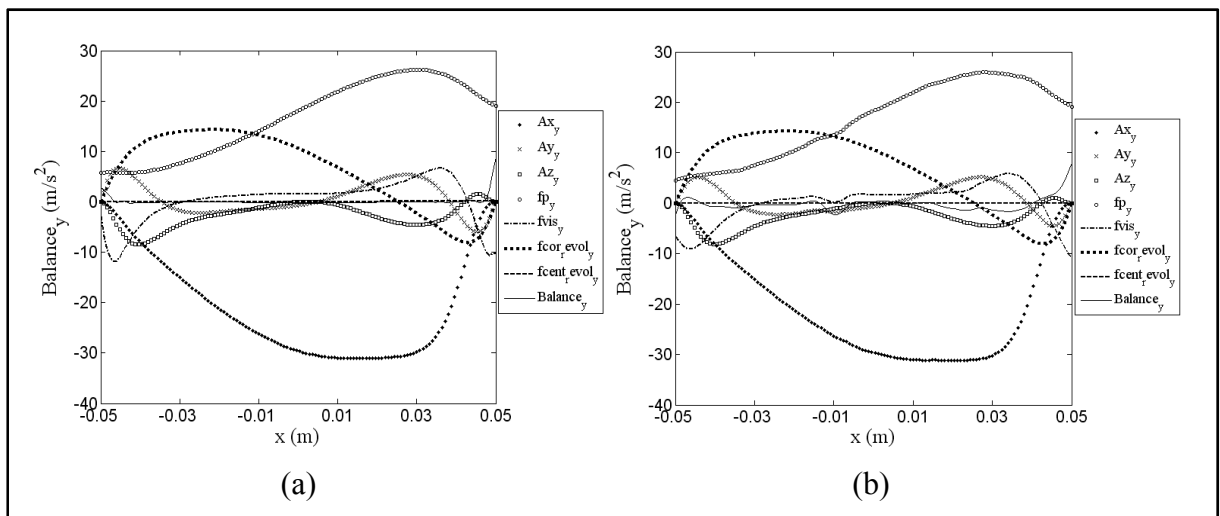 30
20
10
0
-10
-20
-30
-40
Balance_y (m/s^2)
-0.05 -0.03 -0.01 0.01 0.03 0.05
x (m)
Ax_y
Ay_y
Az_y
fp_y
fvis_y
fcor_revol_y
fcent_revol_y
Balance_y
(a)
30
20
10
0
-10
-20
-30
-40
Balance_y (m/s^2)
-0.05 -0.03 -0.01 0.01 0.03 0.05
x (m)
Ax_y
Ay_y
Az_y
fp_y
fvis_y
fcor_revol_y
fcent_revol_y
Balance_y
(b)